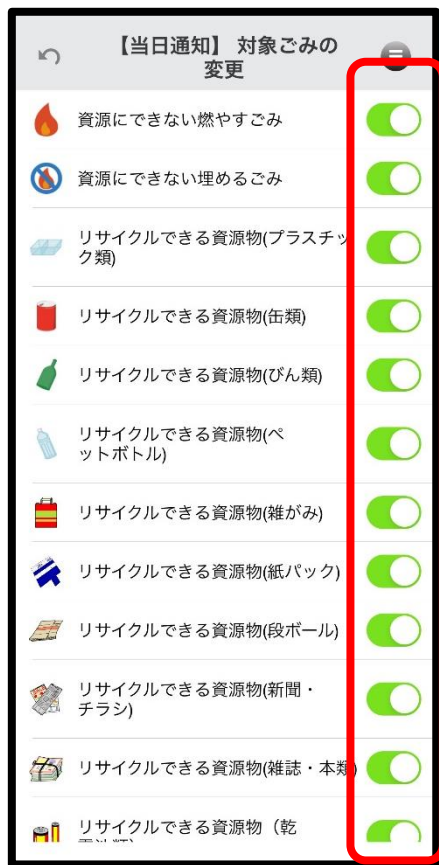 【当日通知】 対象ごみの
変更
資源にできない燃やすごみ
資源にできない埋めるごみ
リサイクルできる資源物(プラスチッ
ク類)
リサイクルできる資源物(缶類)
リサイクルできる資源物(びん類)
リサイクルできる資源物(ペ
ットボトル)
リサイクルできる資源物(雑がみ)
リサイクルできる資源物(紙パック)
リサイクルできる資源物(段ボール)
リサイクルできる資源物(新聞・
チラシ)
リサイクルできる資源物(雑誌・本類)
リサイクルできる資源物（乾